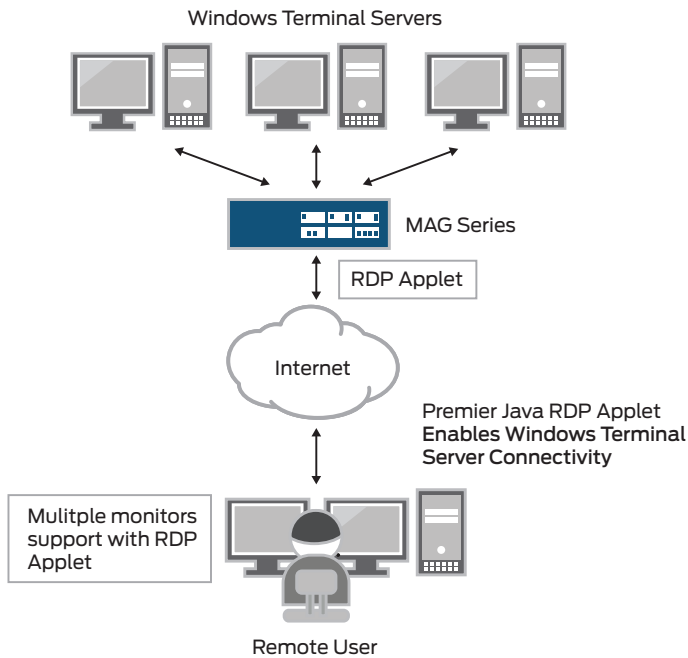 Windows Terminal Servers
MAG Series
RDP Applet
Internet
Premier Java RDP Applet
Enables Windows Terminal
Server Connectivity
Mulitple monitors
support with RDP
Applet
Remote User